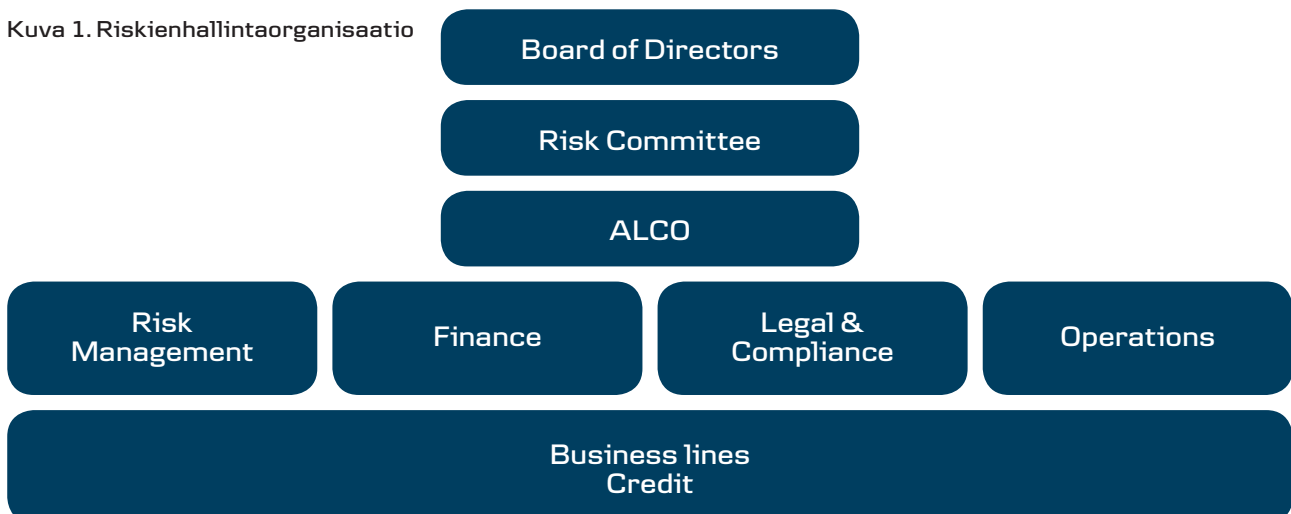 Kuva 1. Riskienhallintaorganisaatio
Board of Directors
Risk Committee
ALCO
Risk
Management
Finance
Legal &
Compliance
Operations
Business lines
Credit